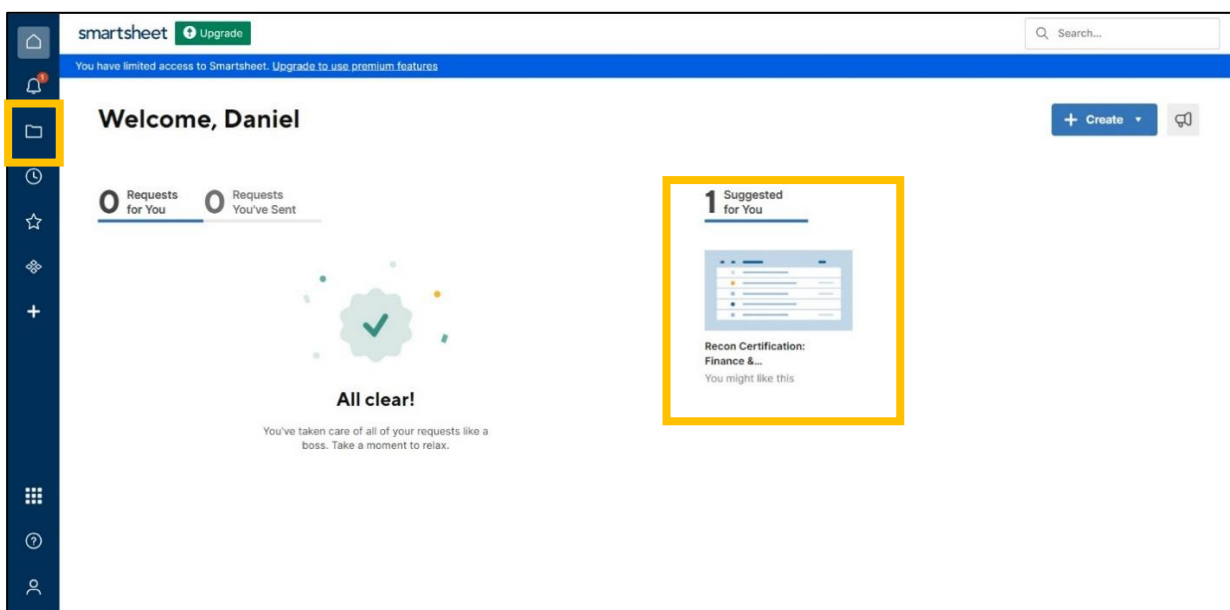 smartsheet Upgrade
Search...
You have limited access to Smartsheet. Upgrade to use premium features
1
Welcome, Daniel
+ Create
0 Requests for You
0 Requests You've Sent
1 Suggested for You
Recon Certification:
Finance &...
You might like this
All clear!
You've taken care of all of your requests like a
boss. Take a moment to relax.